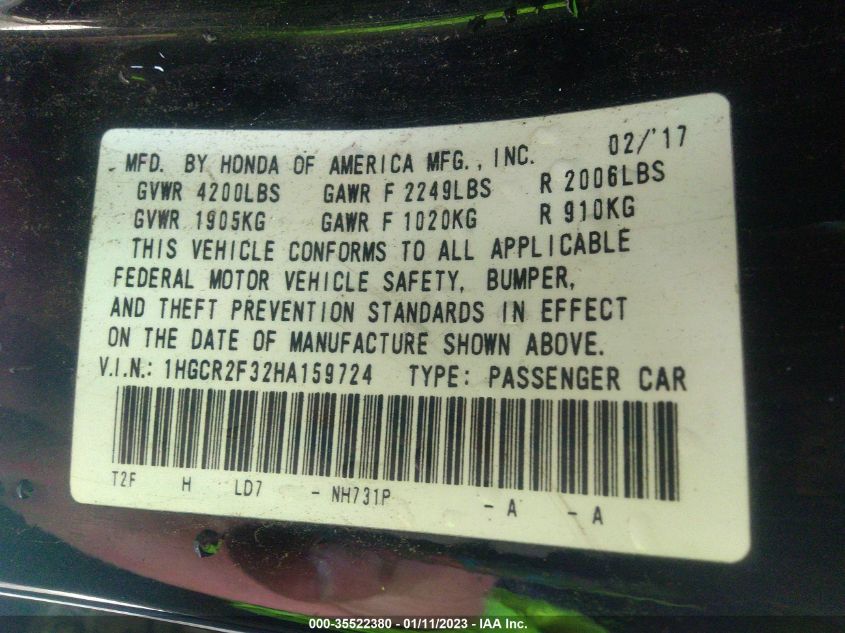 MFD. BY HONDA OF AMERICA MFG., INC. 02/'17
GVWR 4200LBS GAWR F 2249LBS R 2006LBS
GVWR 1905KG GAWR F 1020KG R 910KG
THIS VEHICLE CONFORMS TO ALL APPLICABLE
FEDERAL MOTOR VEHICLE SAFETY, BUMPER,
AND THEFT PREVENTION STANDARDS IN EFFECT
ON THE DATE OF MANUFACTURE SHOWN ABOVE.
V.I.N.: 1HGCR2F32HA159724 TYPE: PASSENGER CAR
T2F H LD7 - NH731P - A - A
000-35522380 - 01/11/2023 - IAA Inc.